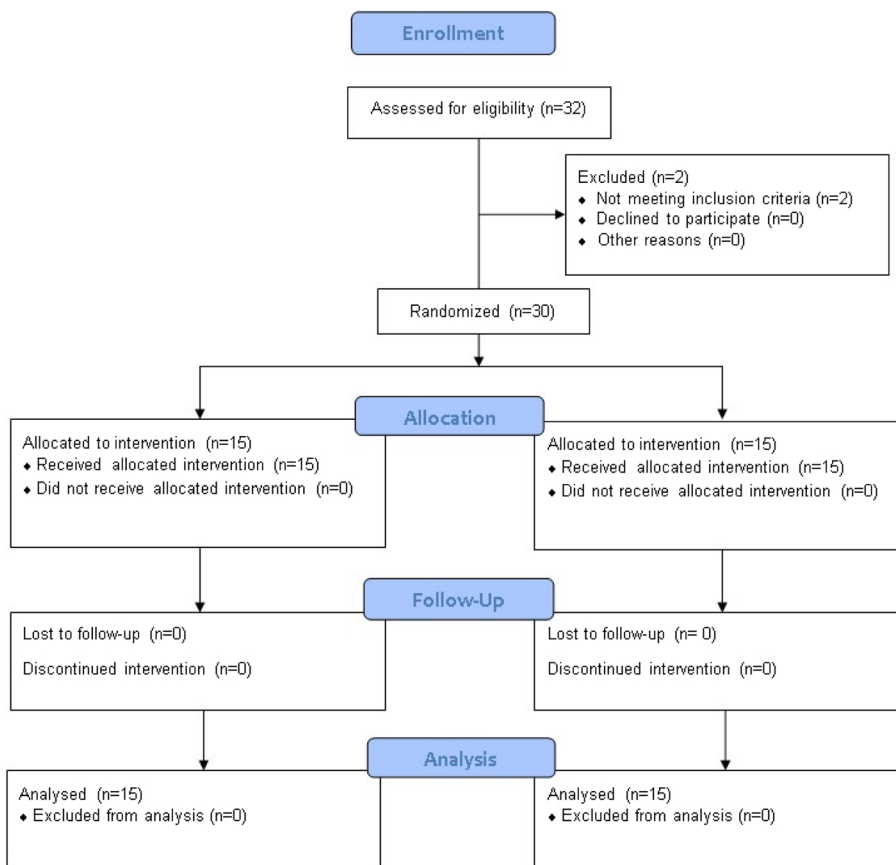 Enrollment
Assessed for eligibility (n=32)
Excluded (n=2)
♦ Not meeting inclusion criteria (n=2)
♦ Declined to participate (n=0)
♦ Other reasons (n=0)
Randomized (n=30)
Allocation
Allocated to intervention (n=15)
♦ Received allocated intervention (n=15)
♦ Did not receive allocated intervention (n=0)
Allocated to intervention (n=15)
♦ Received allocated intervention (n=15)
♦ Did not receive allocated intervention (n=0)
Follow-Up
Lost to follow-up (n=0)
Discontinued intervention (n=0)
Lost to follow-up (n= 0)
Discontinued intervention (n=0)
Analysis
Analysed (n=15)
♦ Excluded from analysis (n=0)
Analysed (n=15)
♦ Excluded from analysis (n=0)